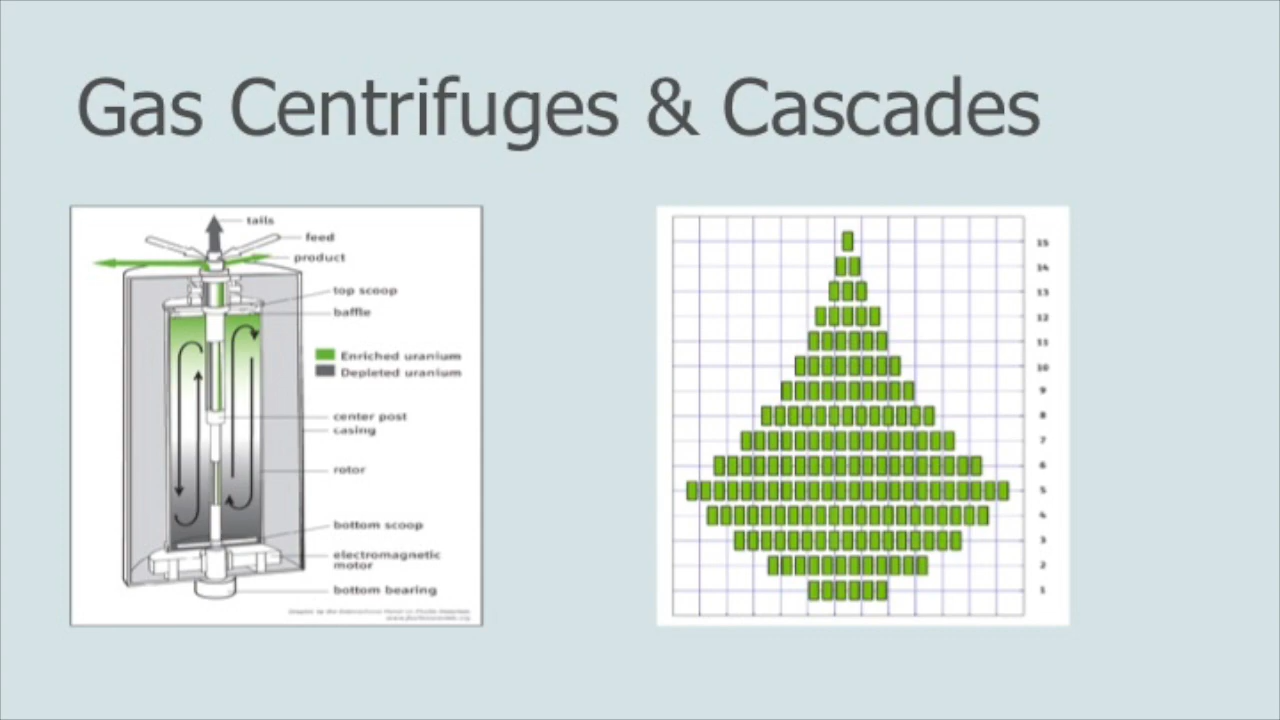 Gas Centrifuges & Cascades
tails
feed
product
top scoop
baffle
Enriched uranium
Depleted uranium
center post
casing
rotor
bottom scoop
electromagnetic
motor
bottom bearing
15
14
13
12
11
10
9
8
7
6
5
4
3
2
1